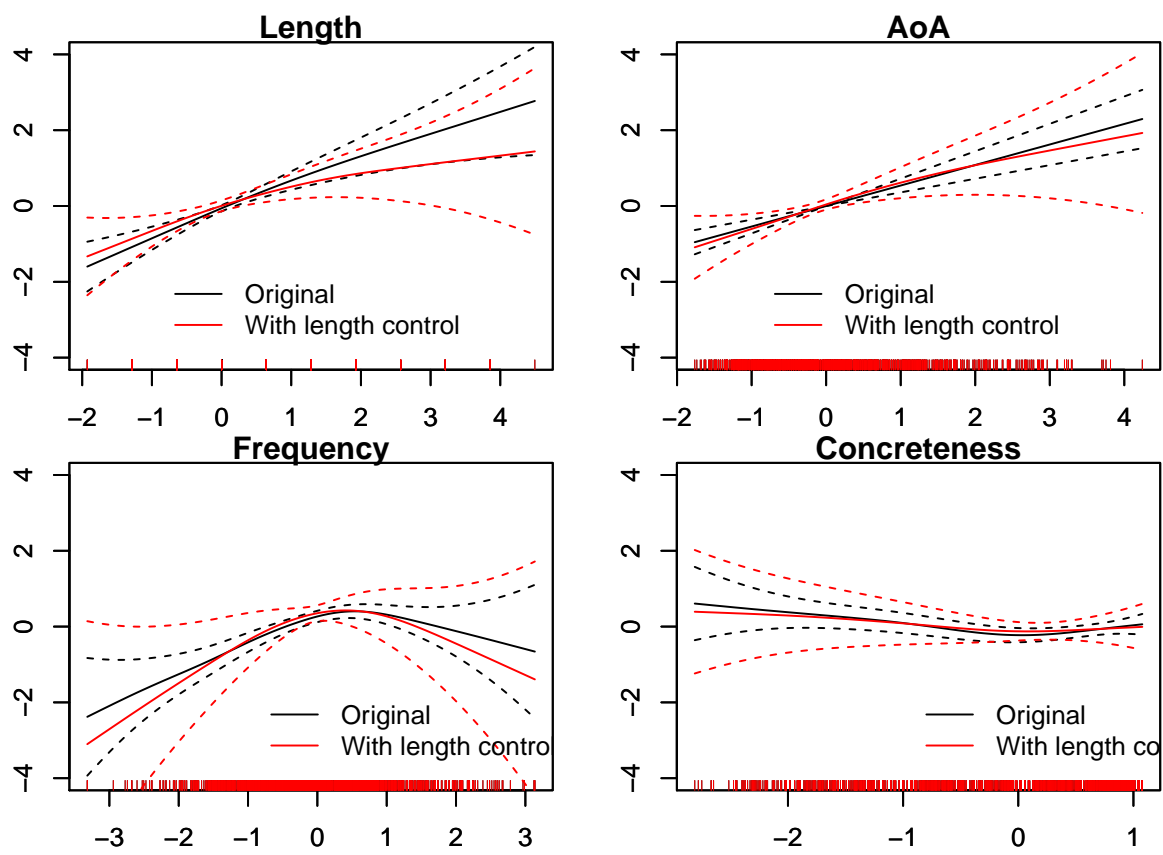 Length
4
2
0
−2
−4
Original
With length control
−2 −1 0 1 2 3 4
AoA
4
2
0
−2
−4
Original
With length control
−2 −1 0 1 2 3 4
Frequency
4
2
0
−2
−4
Original
With length contro
−3 −2 −1 0 1 2 3
Concreteness
4
2
0
−2
−4
Original
With length co
−2 −1 0 1